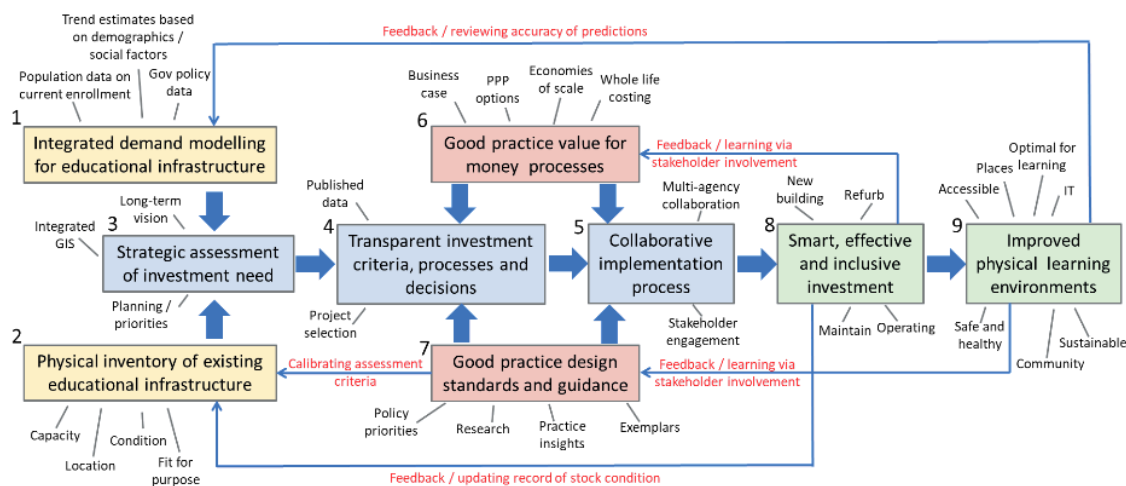 Trend estimates based
on demographics /
social factors
Population data on
current enrollment
Gov policy
data
1
Integrated demand modelling
for educational infrastructure
Feedback / reviewing accuracy of predictions
Business
case
PPP
options
Economies
of scale
Whole life
costing
6
Good practice value for
money processes
Feedback / learning via
stakeholder involvement
Long-term
vision
Integrated
GIS
3
Strategic assessment
of investment need
Planning /
priorities
Published
data
4
Transparent investment
criteria, processes and
decisions
Project
selection
Multi-agency
collaboration
5
Collaborative
implementation
process
Stakeholder
engagement
New
building
Refurb
8
Smart, effective
and inclusive
investment
Maintain
Operating
Accessible
Places
Optimal for
learning
IT
9
Improved
physical learning
environments
Safe and
healthy
Community
Sustainable
2
Physical inventory of existing
educational infrastructure
Capacity
Location
Condition
Fit for
purpose
Calibrating assessment
criteria
7
Good practice design
standards and guidance
Policy
priorities
Research
Practice
insights
Exemplars
Feedback / learning via
stakeholder involvement
Feedback / updating record of stock condition